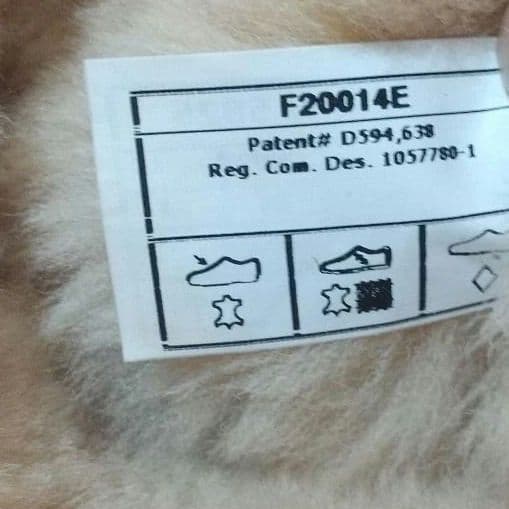 F20014E
Patent# D594,638
Reg. Com. Des. 1057780-1